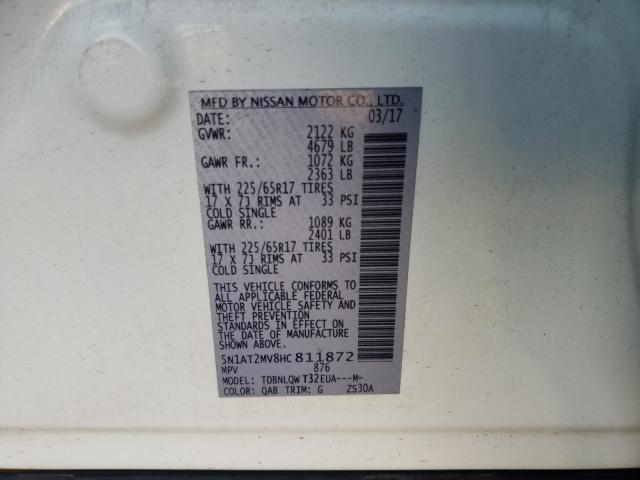 MFD BY NISSAN MOTOR CO., LTD.
DATE: 03/17
GVWR: 2122 KG
4679 LB
GAWR FR.: 1072 KG
2363 LB
WITH 225/65R17 TIRES
17 X 7J RIMS AT 33 PSI
COLD SINGLE
GAWR RR.: 1089 KG
2401 LB
WITH 225/65R17 TIRES
17 X 7J RIMS AT 33 PSI
COLD SINGLE
THIS VEHICLE CONFORMS TO
ALL APPLICABLE FEDERAL
MOTOR VEHICLE SAFETY AND
THEFT PREVENTION
STANDARDS IN EFFECT ON THE
DATE OF MANUFACTURE SHOWN
ABOVE.
5N1AT2MV8HC 811872
MPV 876
MODEL: TDBNLQW T32EUA---M-
COLOR: QAB TRIM: G ZS30A